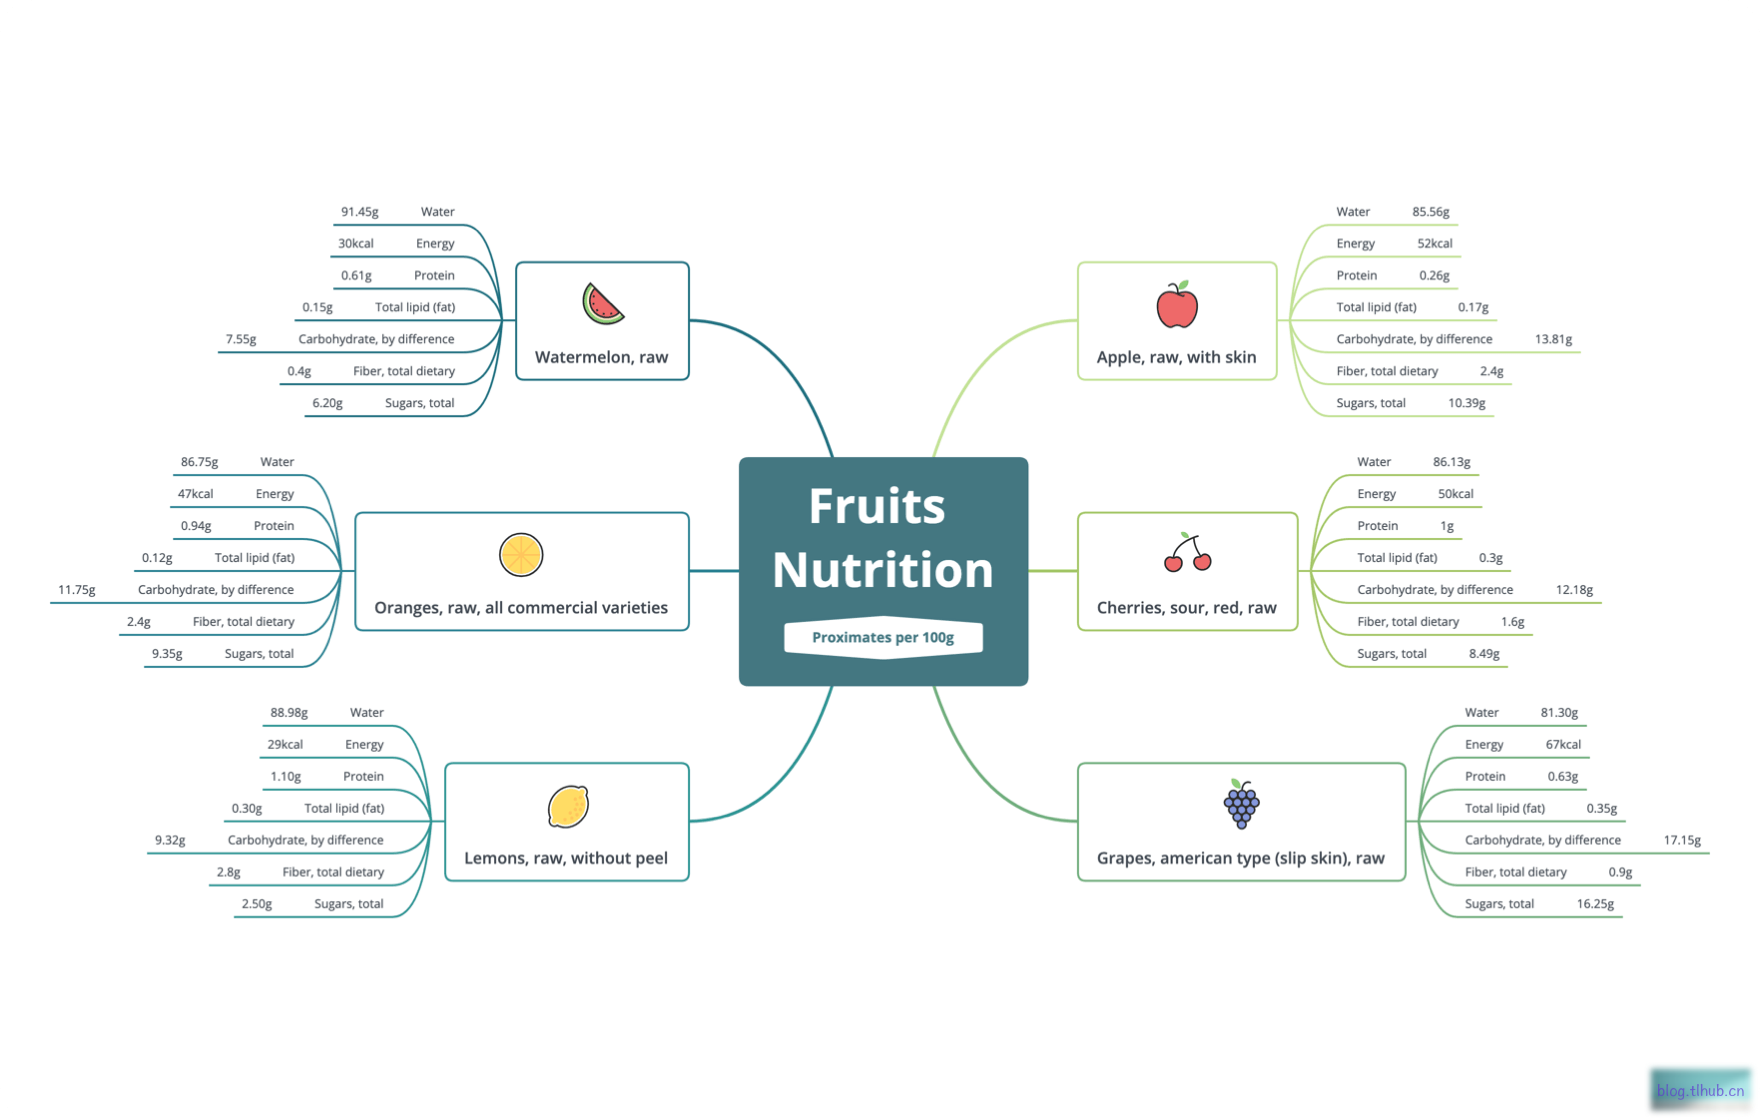 Fruits
Nutrition
Proximates per 100g
Watermelon, raw
91.45g Water
30kcal Energy
0.61g Protein
0.15g Total lipid (fat)
7.55g Carbohydrate, by difference
0.4g Fiber, total dietary
6.20g Sugars, total
Oranges, raw, all commercial varieties
86.75g Water
47kcal Energy
0.94g Protein
0.12g Total lipid (fat)
11.75g Carbohydrate, by difference
2.4g Fiber, total dietary
9.35g Sugars, total
Lemons, raw, without peel
88.98g Water
29kcal Energy
1.10g Protein
0.30g Total lipid (fat)
9.32g Carbohydrate, by difference
2.8g Fiber, total dietary
2.50g Sugars, total
Apple, raw, with skin
Water 85.56g
Energy 52kcal
Protein 0.26g
Total lipid (fat) 0.17g
Carbohydrate, by difference 13.81g
Fiber, total dietary 2.4g
Sugars, total 10.39g
Cherries, sour, red, raw
Water 86.13g
Energy 50kcal
Protein 1g
Total lipid (fat) 0.3g
Carbohydrate, by difference 12.18g
Fiber, total dietary 1.6g
Sugars, total 8.49g
Grapes, american type (slip skin), raw
Water 81.30g
Energy 67kcal
Protein 0.63g
Total lipid (fat) 0.35g
Carbohydrate, by difference 17.15g
Fiber, total dietary 0.9g
Sugars, total 16.25g
blog.tlhub.cn